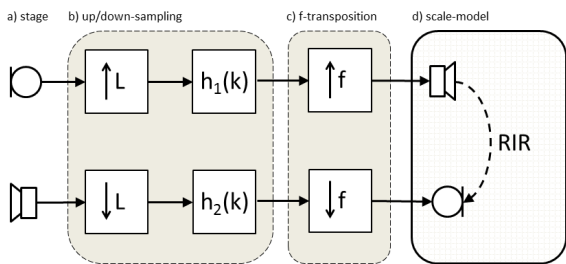 a) stage b) up/down-sampling c) f-transposition d) scale-model
↑L h₁(k) ↑f
RIR
↓L h₂(k) ↓f